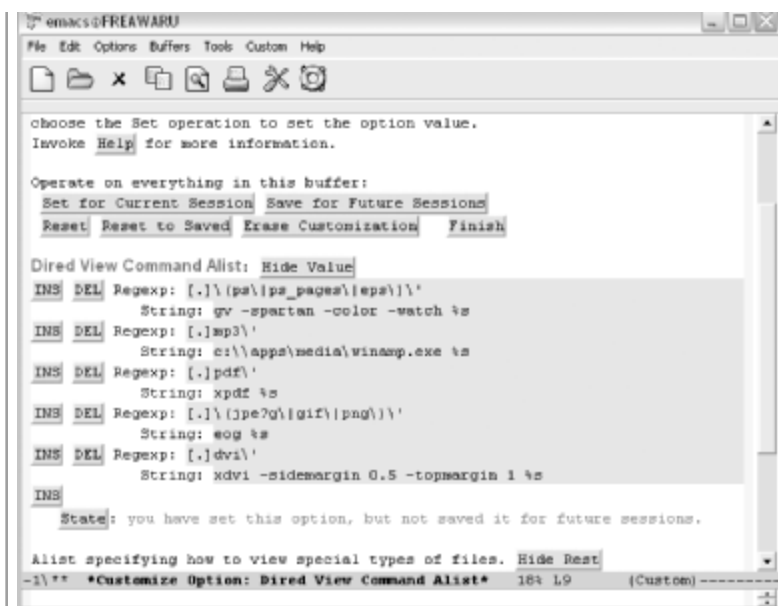 emacs@FREAWARU
File Edit Options Buffers Tools Custom Help
choose the Set operation to set the option value.
Invoke Help for more information.
Operate on everything in this buffer:
Set for Current Session Save for Future Sessions
Reset Reset to Saved Erase Customization Finish
Dired View Command Alist: Hide Value
INS DEL Regexp: [.]\(ps\|ps_pages\|eps\)\'
String: gv -spartan -color -watch %s
INS DEL Regexp: [.]mp3\'
String: c:\\apps\media\winamp.exe %s
INS DEL Regexp: [.]pdf\'
String: xpdf %s
INS DEL Regexp: [.]\(jpe?g\|gif\|png\)\'
String: eog %s
INS DEL Regexp: [.]dvi\'
String: xdvi -sidemargin 0.5 -topmargin 1 %s
INS
State: you have set this option, but not saved it for future sessions.
Alist specifying how to view special types of files. Hide Rest
-1\** *Customize Option: Dired View Command Alist* 18% L9 (Custom)----------